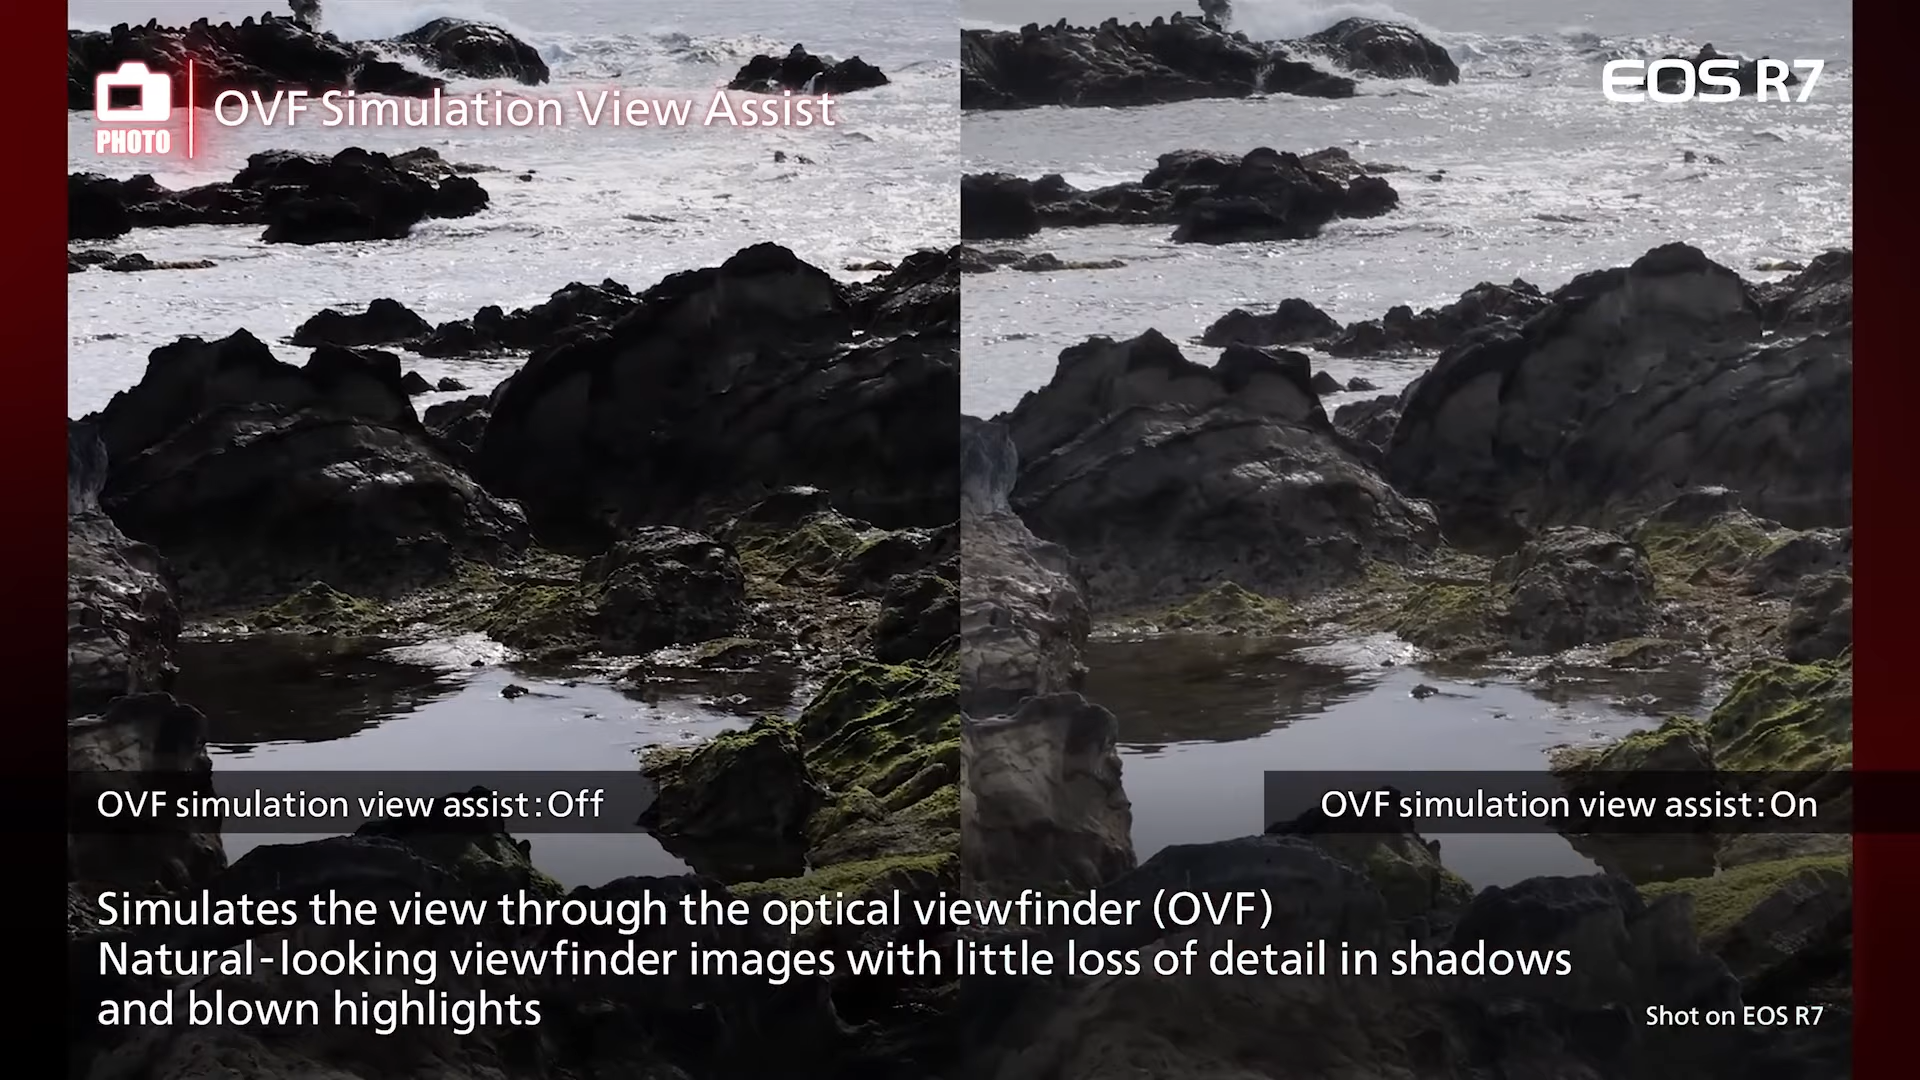 PHOTO
OVF Simulation View Assist
EOS R7
OVF simulation view assist:Off
OVF simulation view assist:On
Simulates the view through the optical viewfinder (OVF)
Natural-looking viewfinder images with little loss of detail in shadows
and blown highlights
Shot on EOS R7